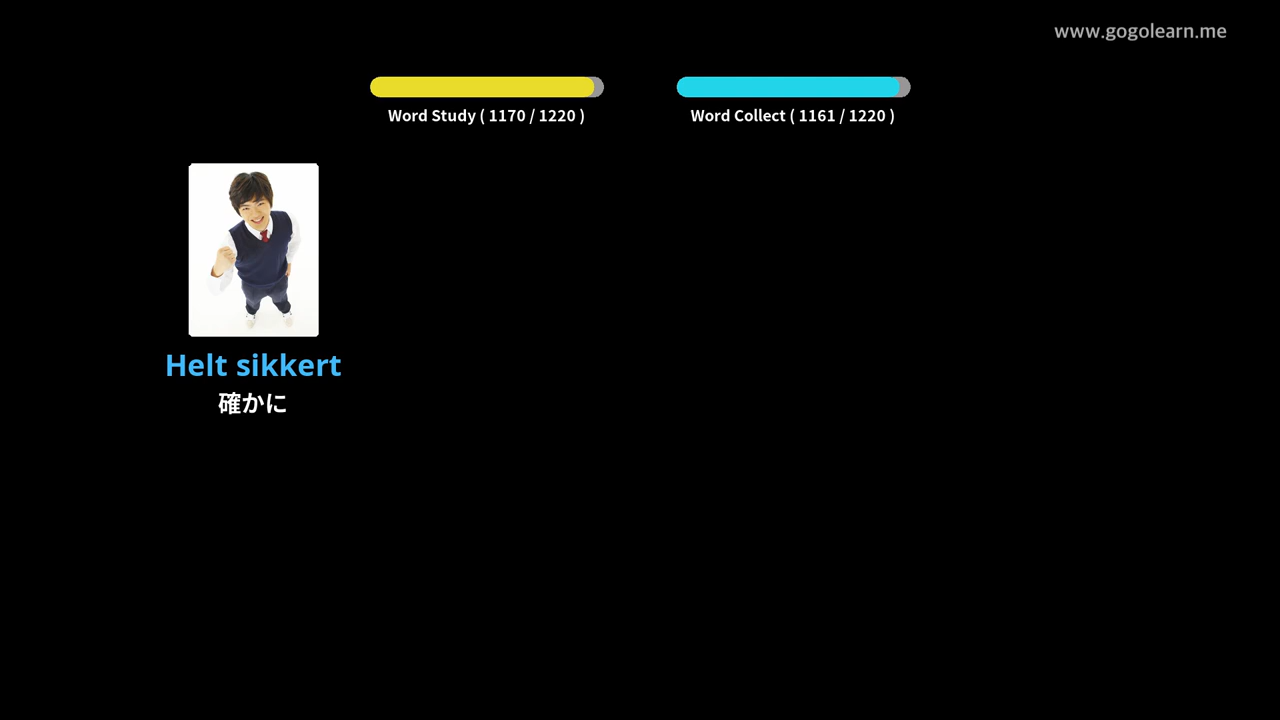 www.gogolearn.me
Word Study ( 1170 / 1220 )
Word Collect ( 1161 / 1220 )
Helt sikkert
確かに